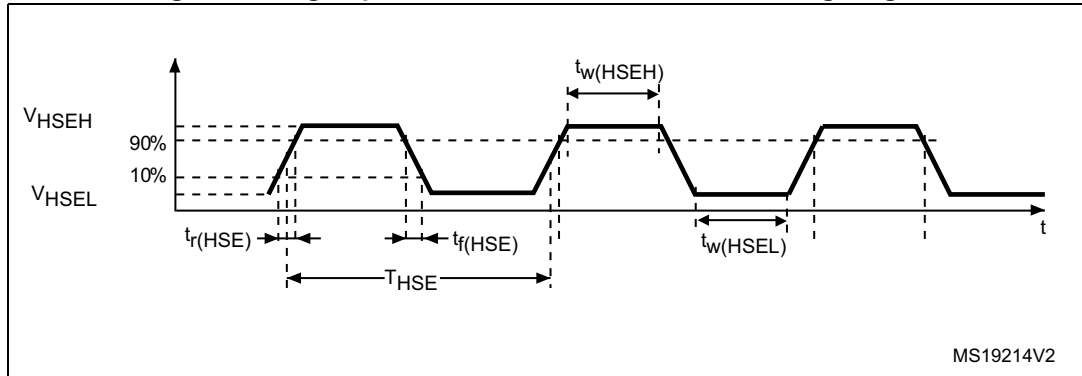 tw(HSEH)
VHSEH
90%
10%
VHSEL
tr(HSE)
tf(HSE)
tw(HSEL)
t
THSE
MS19214V2